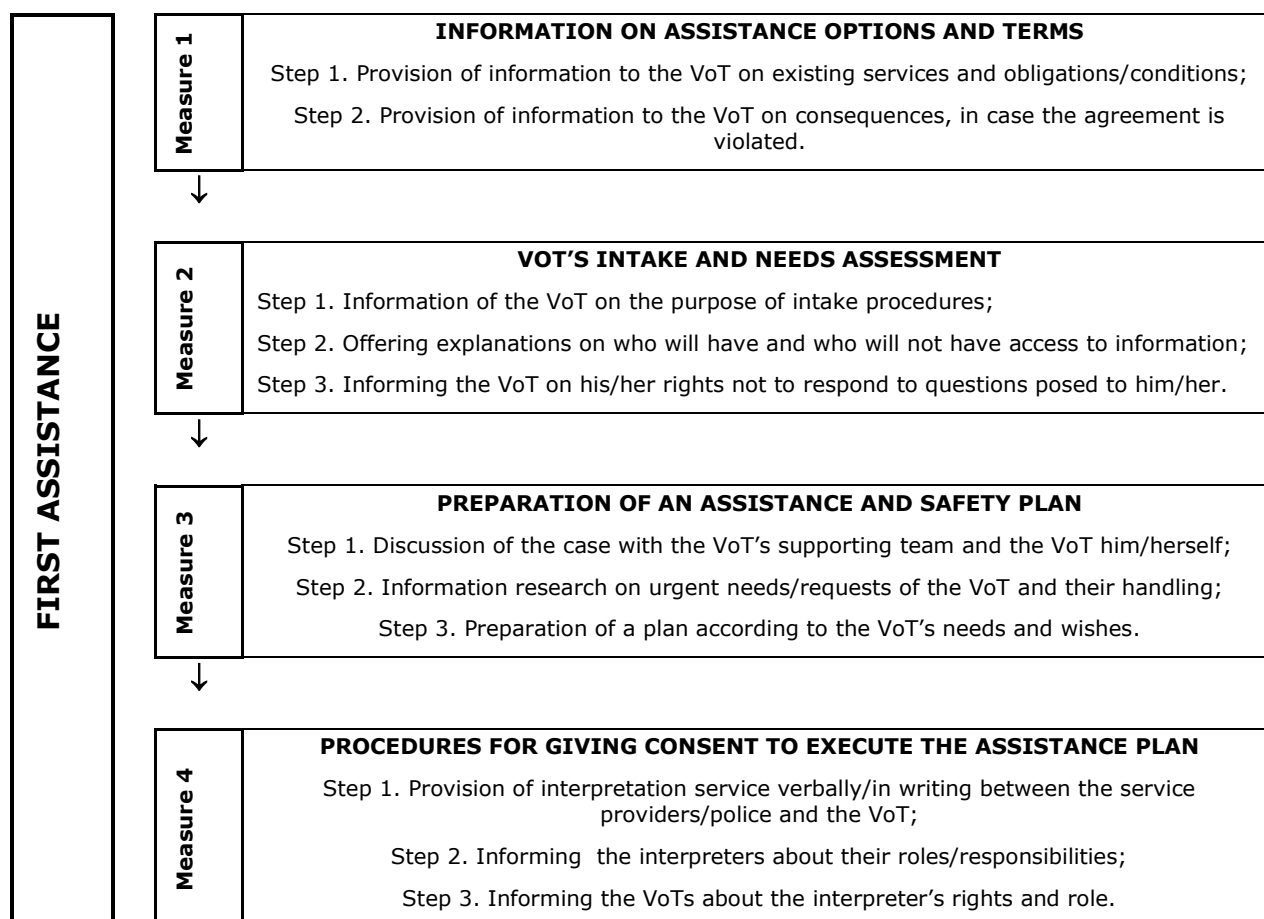 FIRST ASSISTANCE
Measure 1
INFORMATION ON ASSISTANCE OPTIONS AND TERMS
Step 1. Provision of information to the VoT on existing services and obligations/conditions;
Step 2. Provision of information to the VoT on consequences, in case the agreement is
violated.
↓
Measure 2
VOT'S INTAKE AND NEEDS ASSESSMENT
Step 1. Information of the VoT on the purpose of intake procedures;
Step 2. Offering explanations on who will have and who will not have access to information;
Step 3. Informing the VoT on his/her rights not to respond to questions posed to him/her.
↓
Measure 3
PREPARATION OF AN ASSISTANCE AND SAFETY PLAN
Step 1. Discussion of the case with the VoT's supporting team and the VoT him/herself;
Step 2. Information research on urgent needs/requests of the VoT and their handling;
Step 3. Preparation of a plan according to the VoT's needs and wishes.
↓
Measure 4
PROCEDURES FOR GIVING CONSENT TO EXECUTE THE ASSISTANCE PLAN
Step 1. Provision of interpretation service verbally/in writing between the service
providers/police and the VoT;
Step 2. Informing  the interpreters about their roles/responsibilities;
Step 3. Informing the VoTs about the interpreter's rights and role.